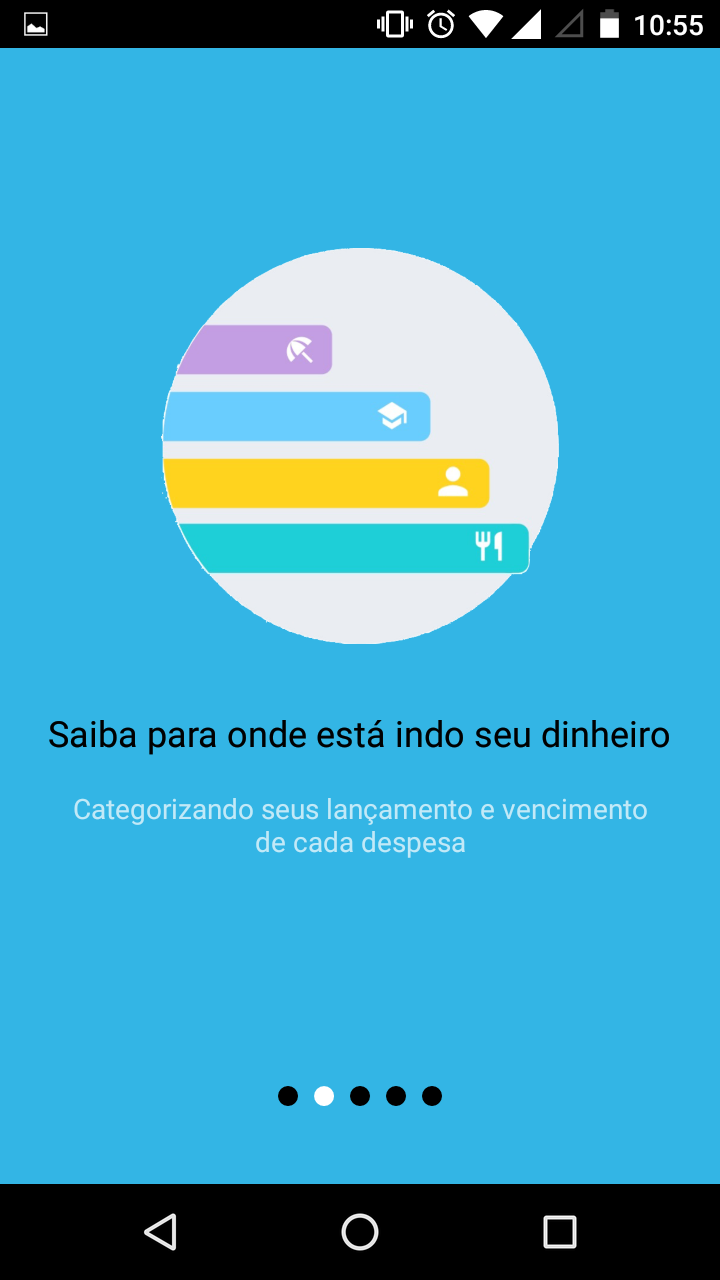 10:55
Saiba para onde está indo seu dinheiro
Categorizando seus lançamento e vencimento
de cada despesa